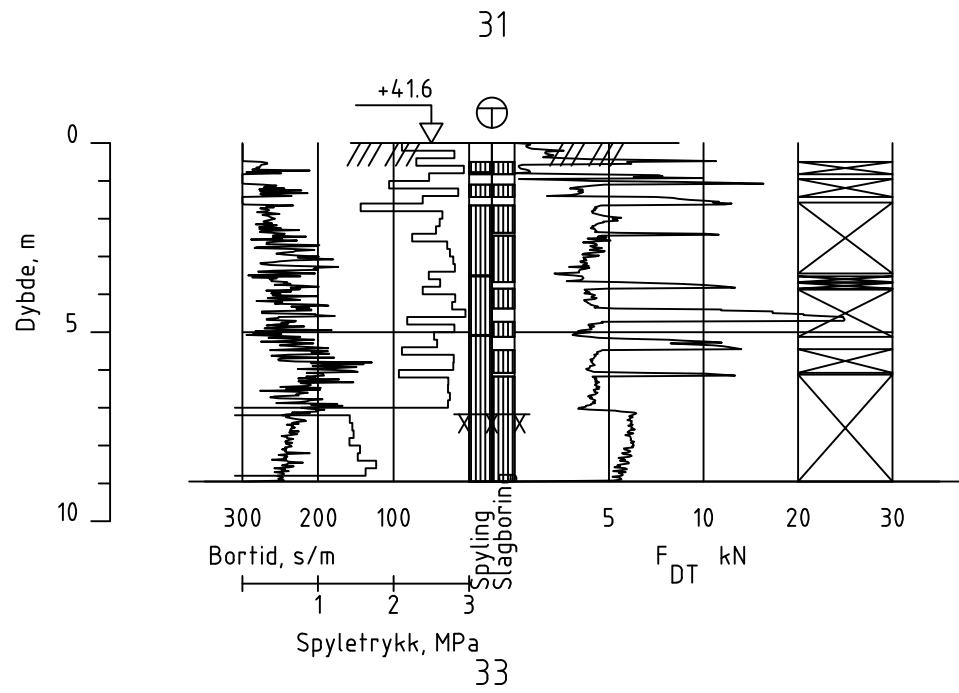 31
+41.6
0
Dybde, m
5
10
300 200 100 5 10 20 30
Spyling
Slagboring
Bortid, s/m
F DT kN
1 2 3
Spyletrykk, MPa
33